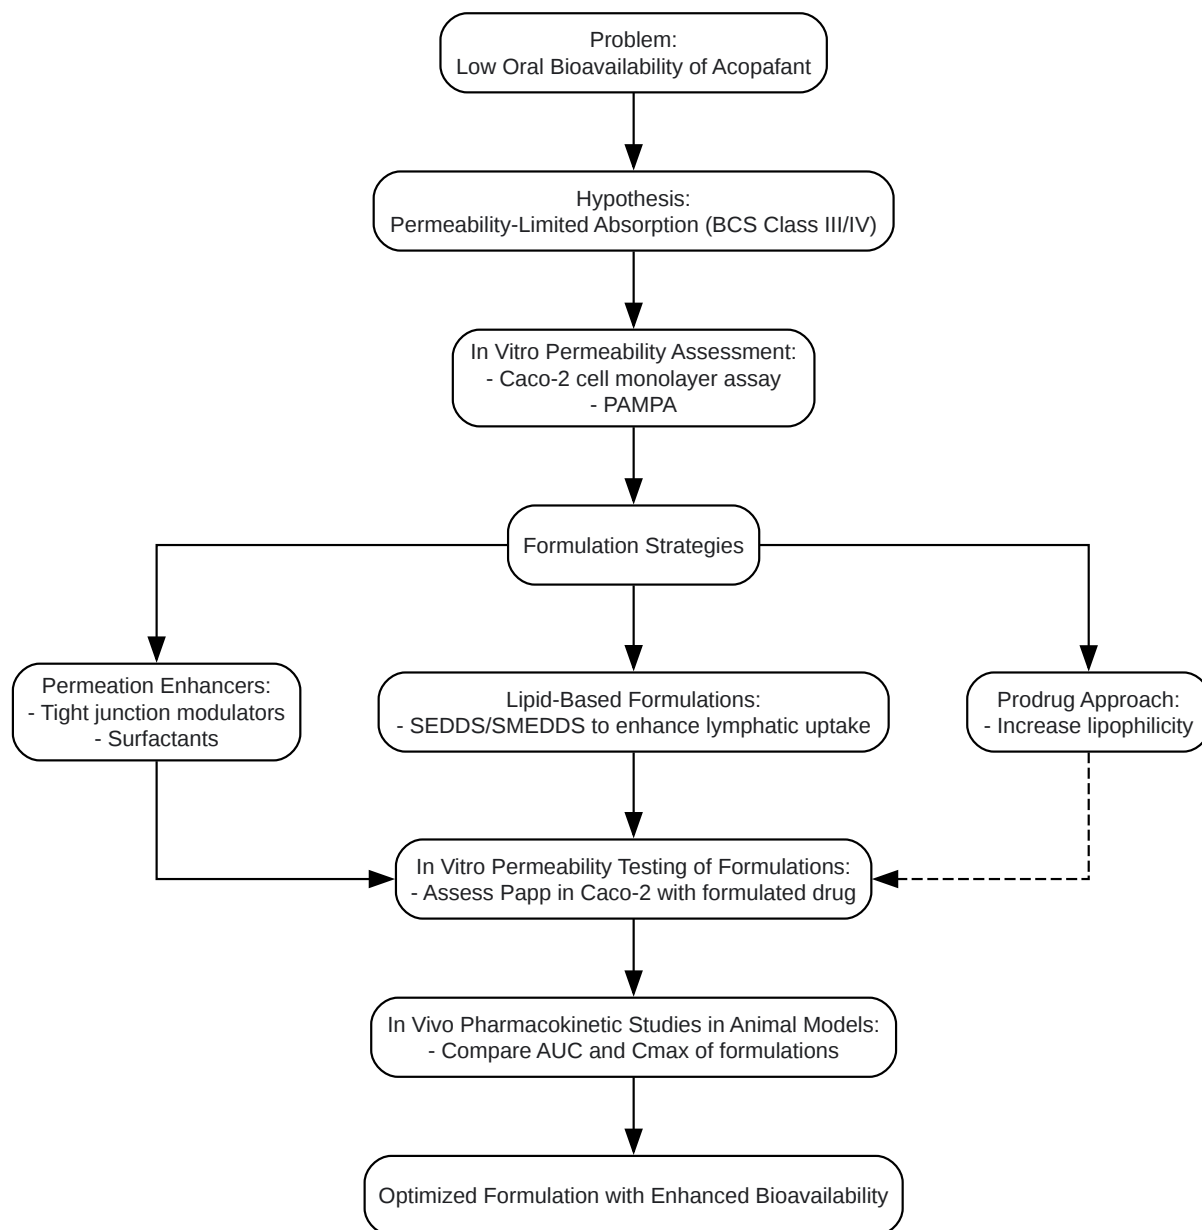 Problem:
Low Oral Bioavailability of Acopafant
Hypothesis:
Permeability-Limited Absorption (BCS Class III/IV)
In Vitro Permeability Assessment:
- Caco-2 cell monolayer assay
- PAMPA
Formulation Strategies
Permeation Enhancers:
- Tight junction modulators
- Surfactants
Lipid-Based Formulations:
- SEDDS/SMEDDS to enhance lymphatic uptake
Prodrug Approach:
- Increase lipophilicity
In Vitro Permeability Testing of Formulations:
- Assess Papp in Caco-2 with formulated drug
In Vivo Pharmacokinetic Studies in Animal Models:
- Compare AUC and Cmax of formulations
Optimized Formulation with Enhanced Bioavailability